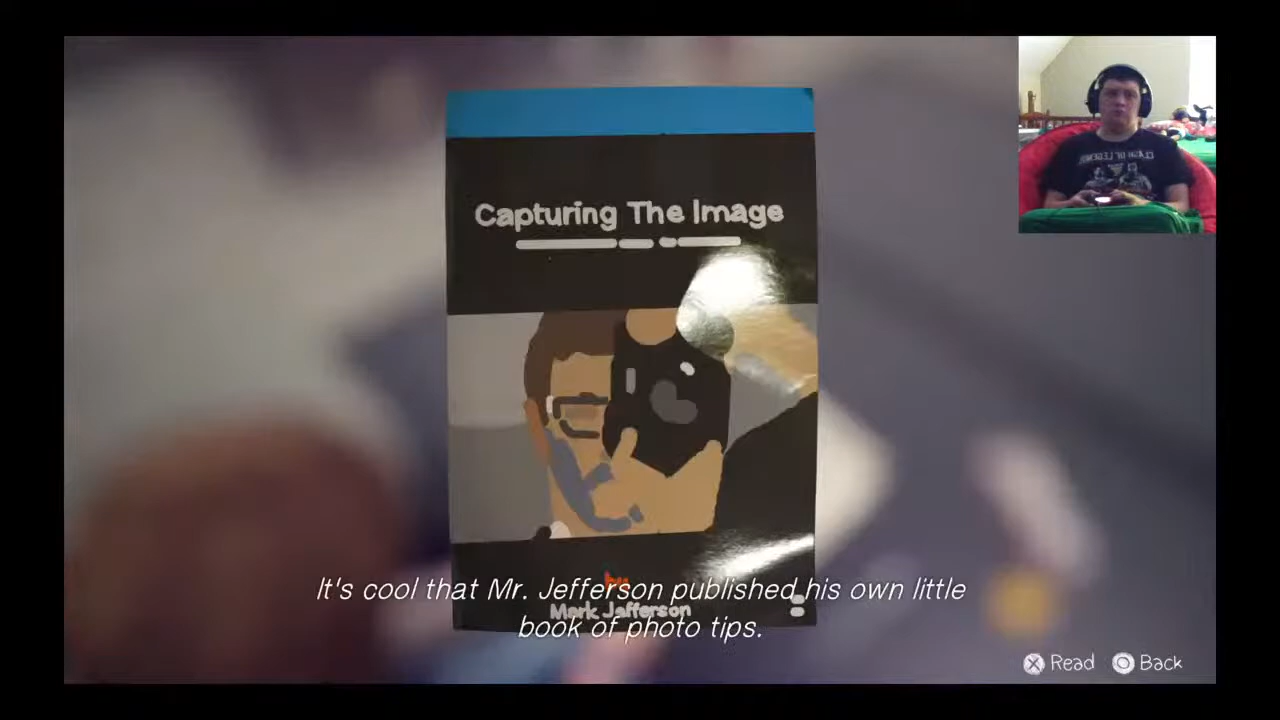 Capturing The Image
by
Mark Jefferson
It's cool that Mr. Jefferson published his own little
book of photo tips.
Read
Back